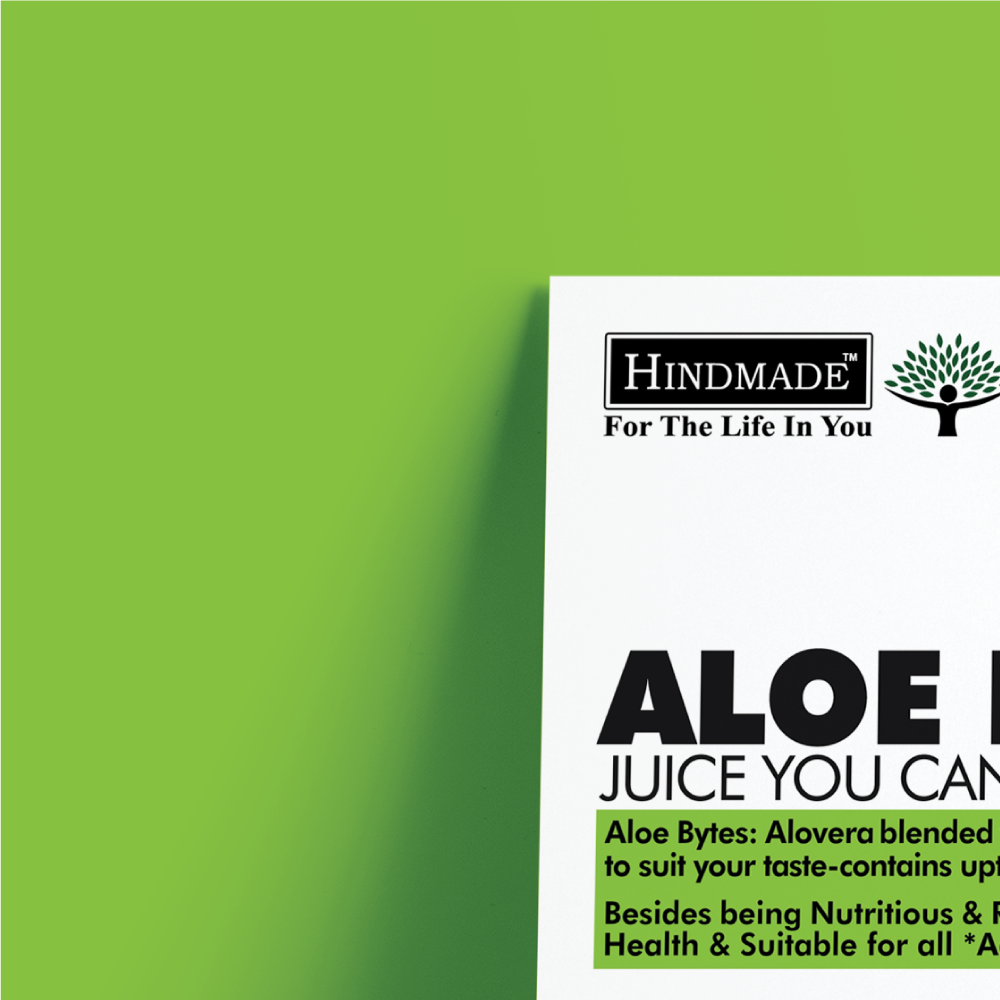 HINDMADE™
For The Life In You
ALOE
JUICE YOU CAN
Aloe Bytes: Alovera blended
to suit your taste-contains upt
Besides being Nutritious &
Health & Suitable for all *A